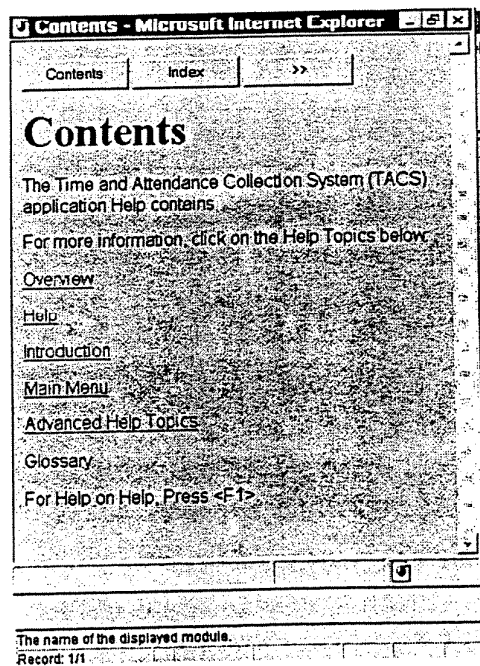 Contents - Microsoft Internet Explorer
Contents Index >>
Contents
The Time and Attendance Collection System (TACS)
application Help contains
For more information, click on the Help Topics below.
Overview
Help
Introduction
Main Menu
Advanced Help Topics
Glossary
For Help on Help, Press <F1>
The name of the displayed module.
Record: 1/1